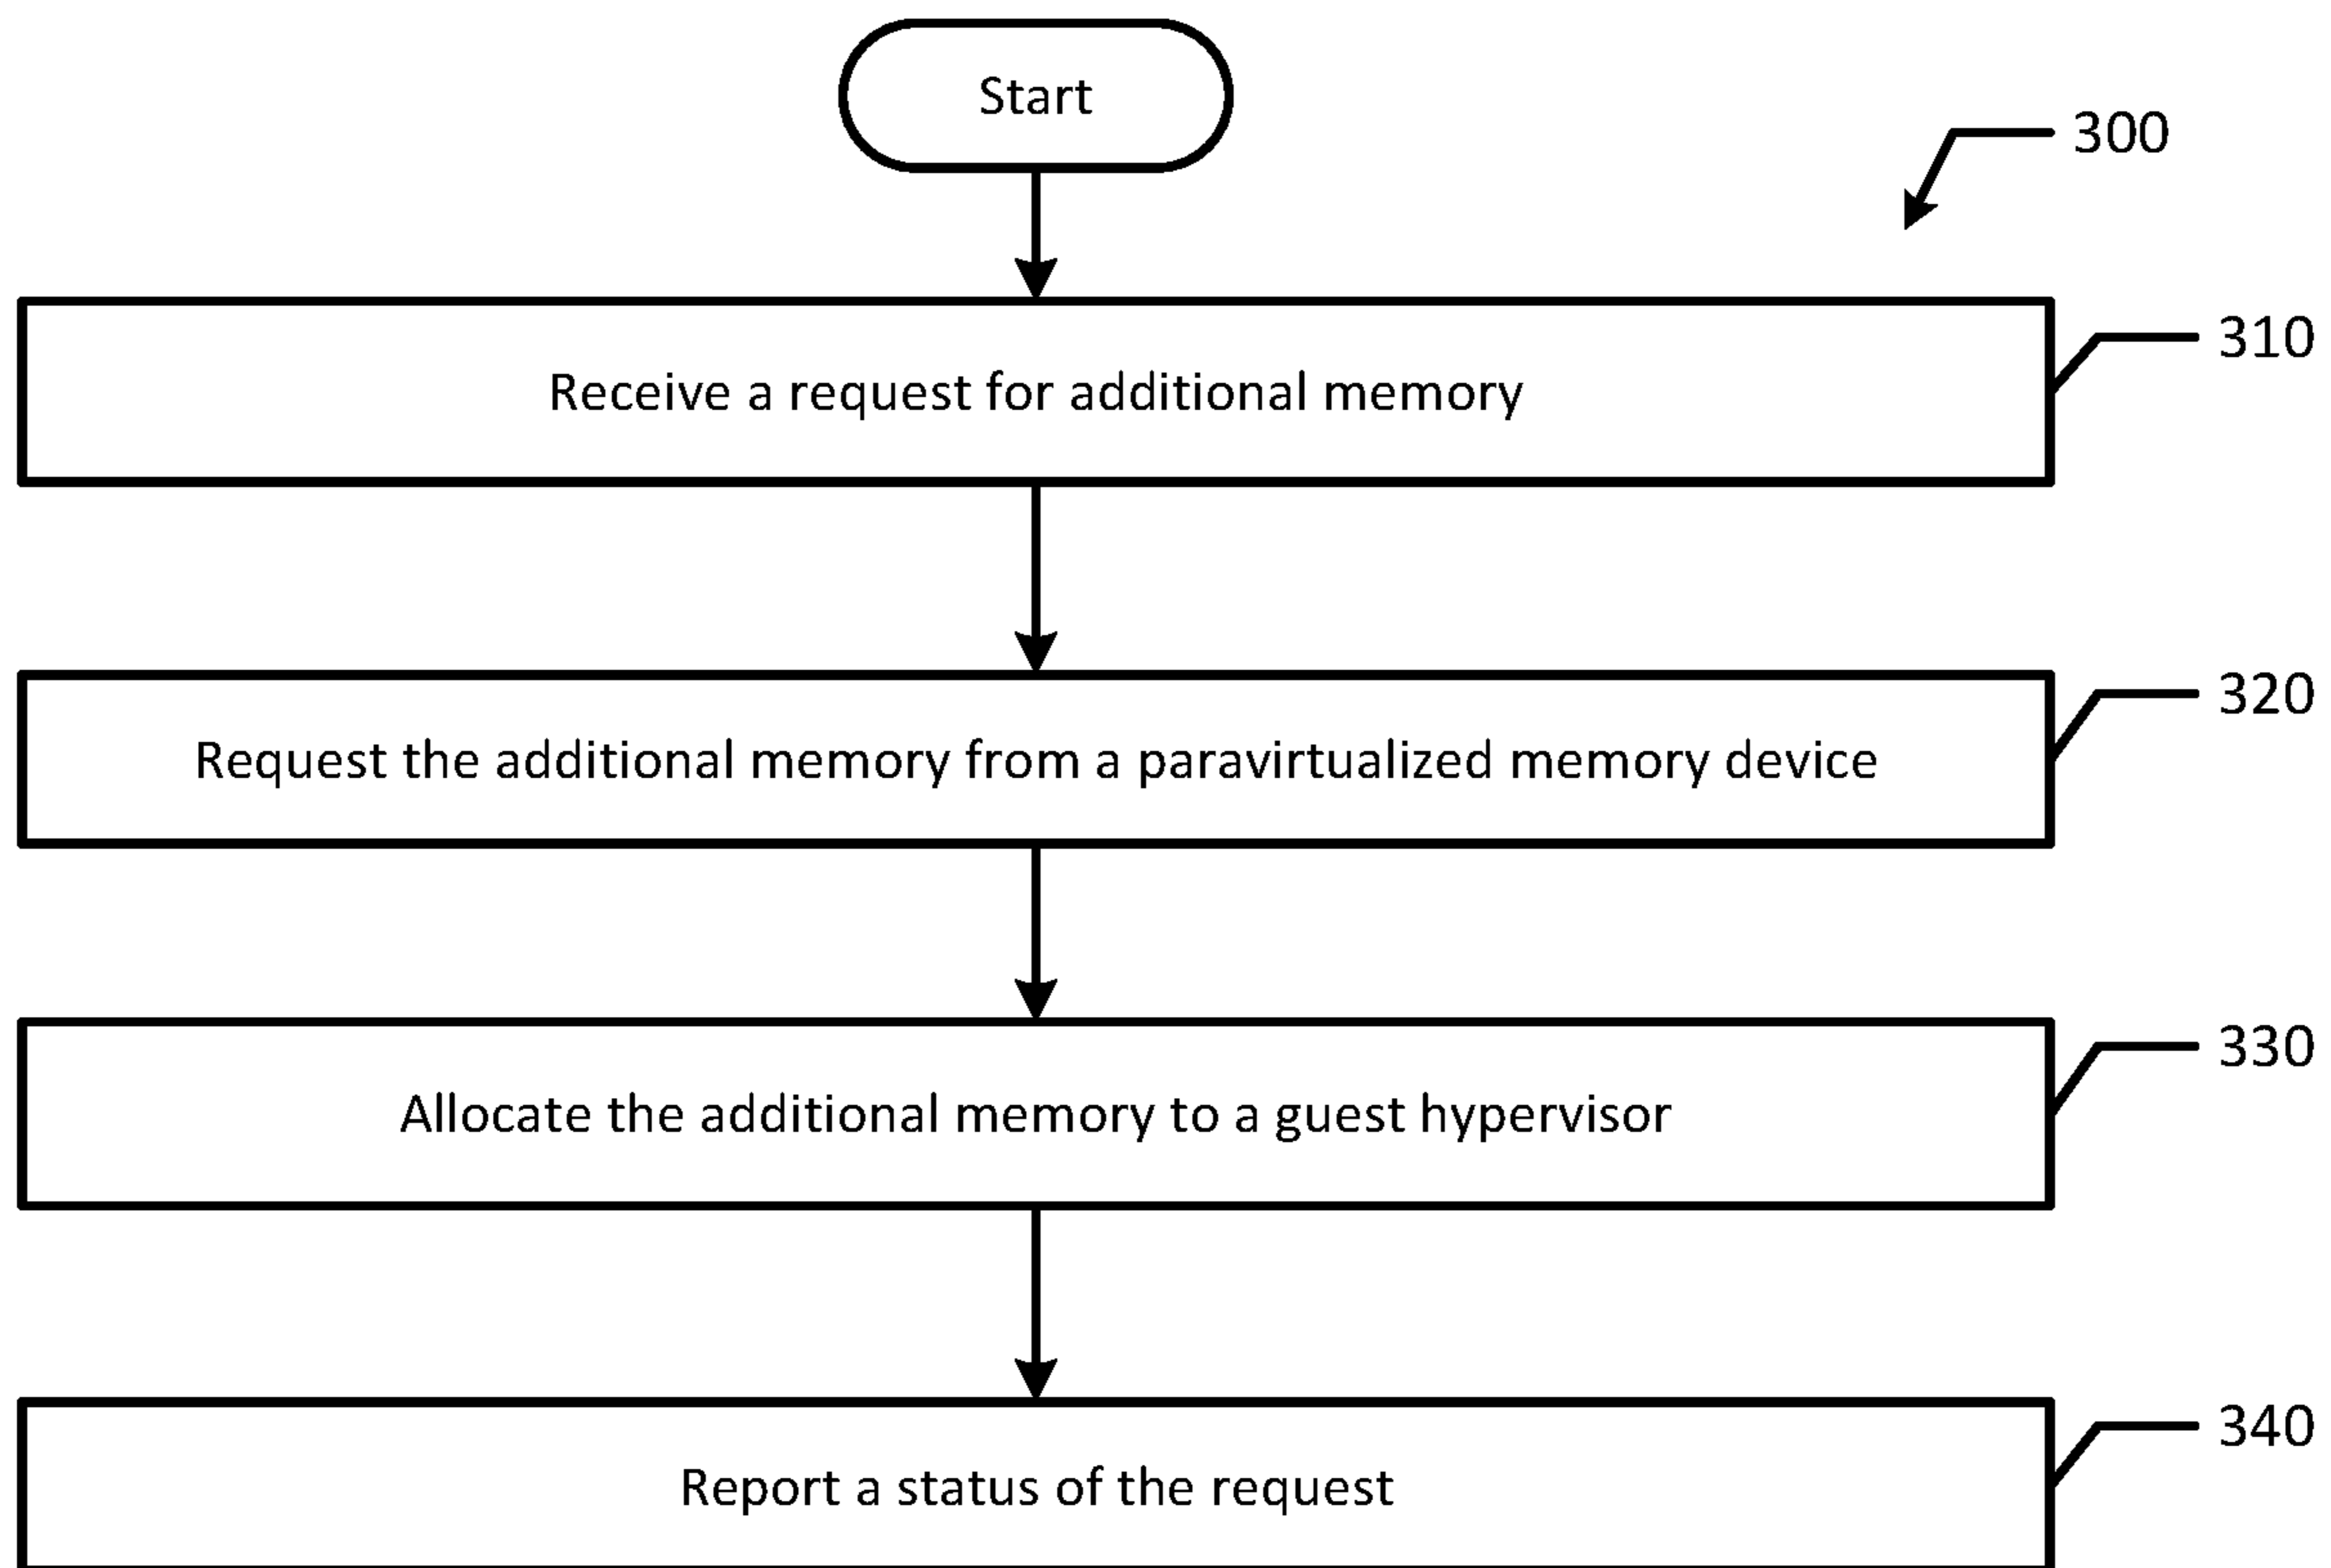 Start
300
Receive a request for additional memory
310
Request the additional memory from a paravirtualized memory device
320
Allocate the additional memory to a guest hypervisor
330
Report a status of the request
340